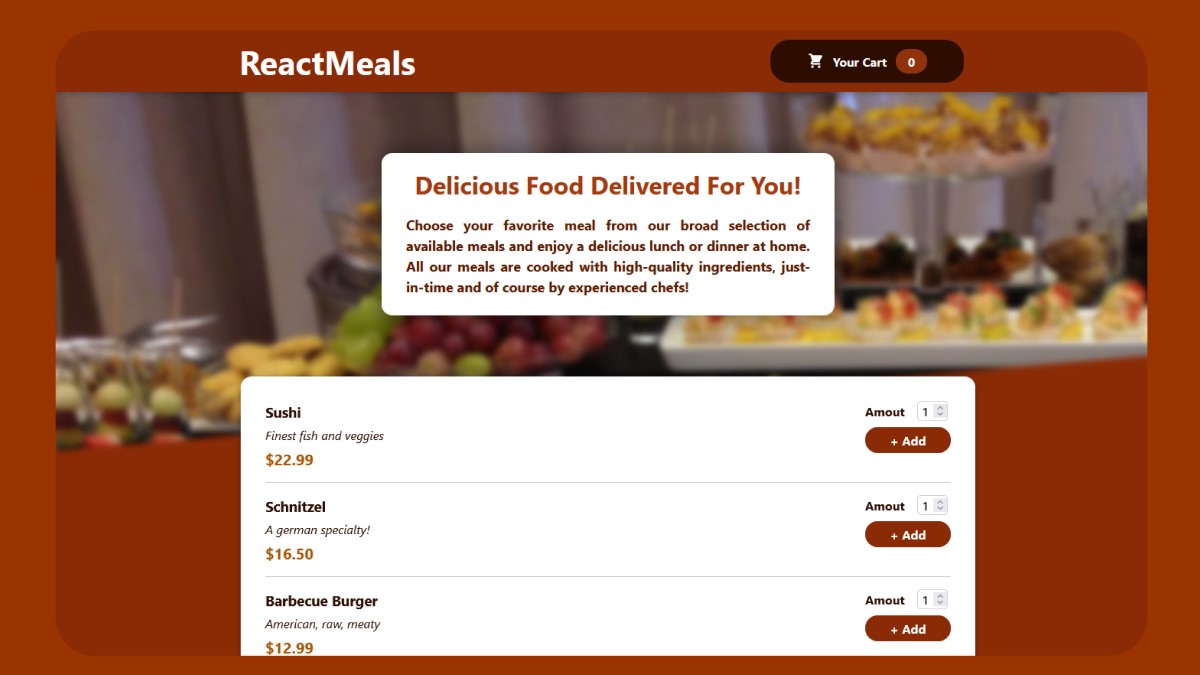 ReactMeals
Your Cart 0
Delicious Food Delivered For You!
Choose your favorite meal from our broad selection of
available meals and enjoy a delicious lunch or dinner at home.
All our meals are cooked with high-quality ingredients, just-
in-time and of course by experienced chefs!
Sushi
Finest fish and veggies
$22.99
Amout 1
+ Add
Schnitzel
A german specialty!
$16.50
Amout 1
+ Add
Barbecue Burger
American, raw, meaty
$12.99
Amout 1
+ Add